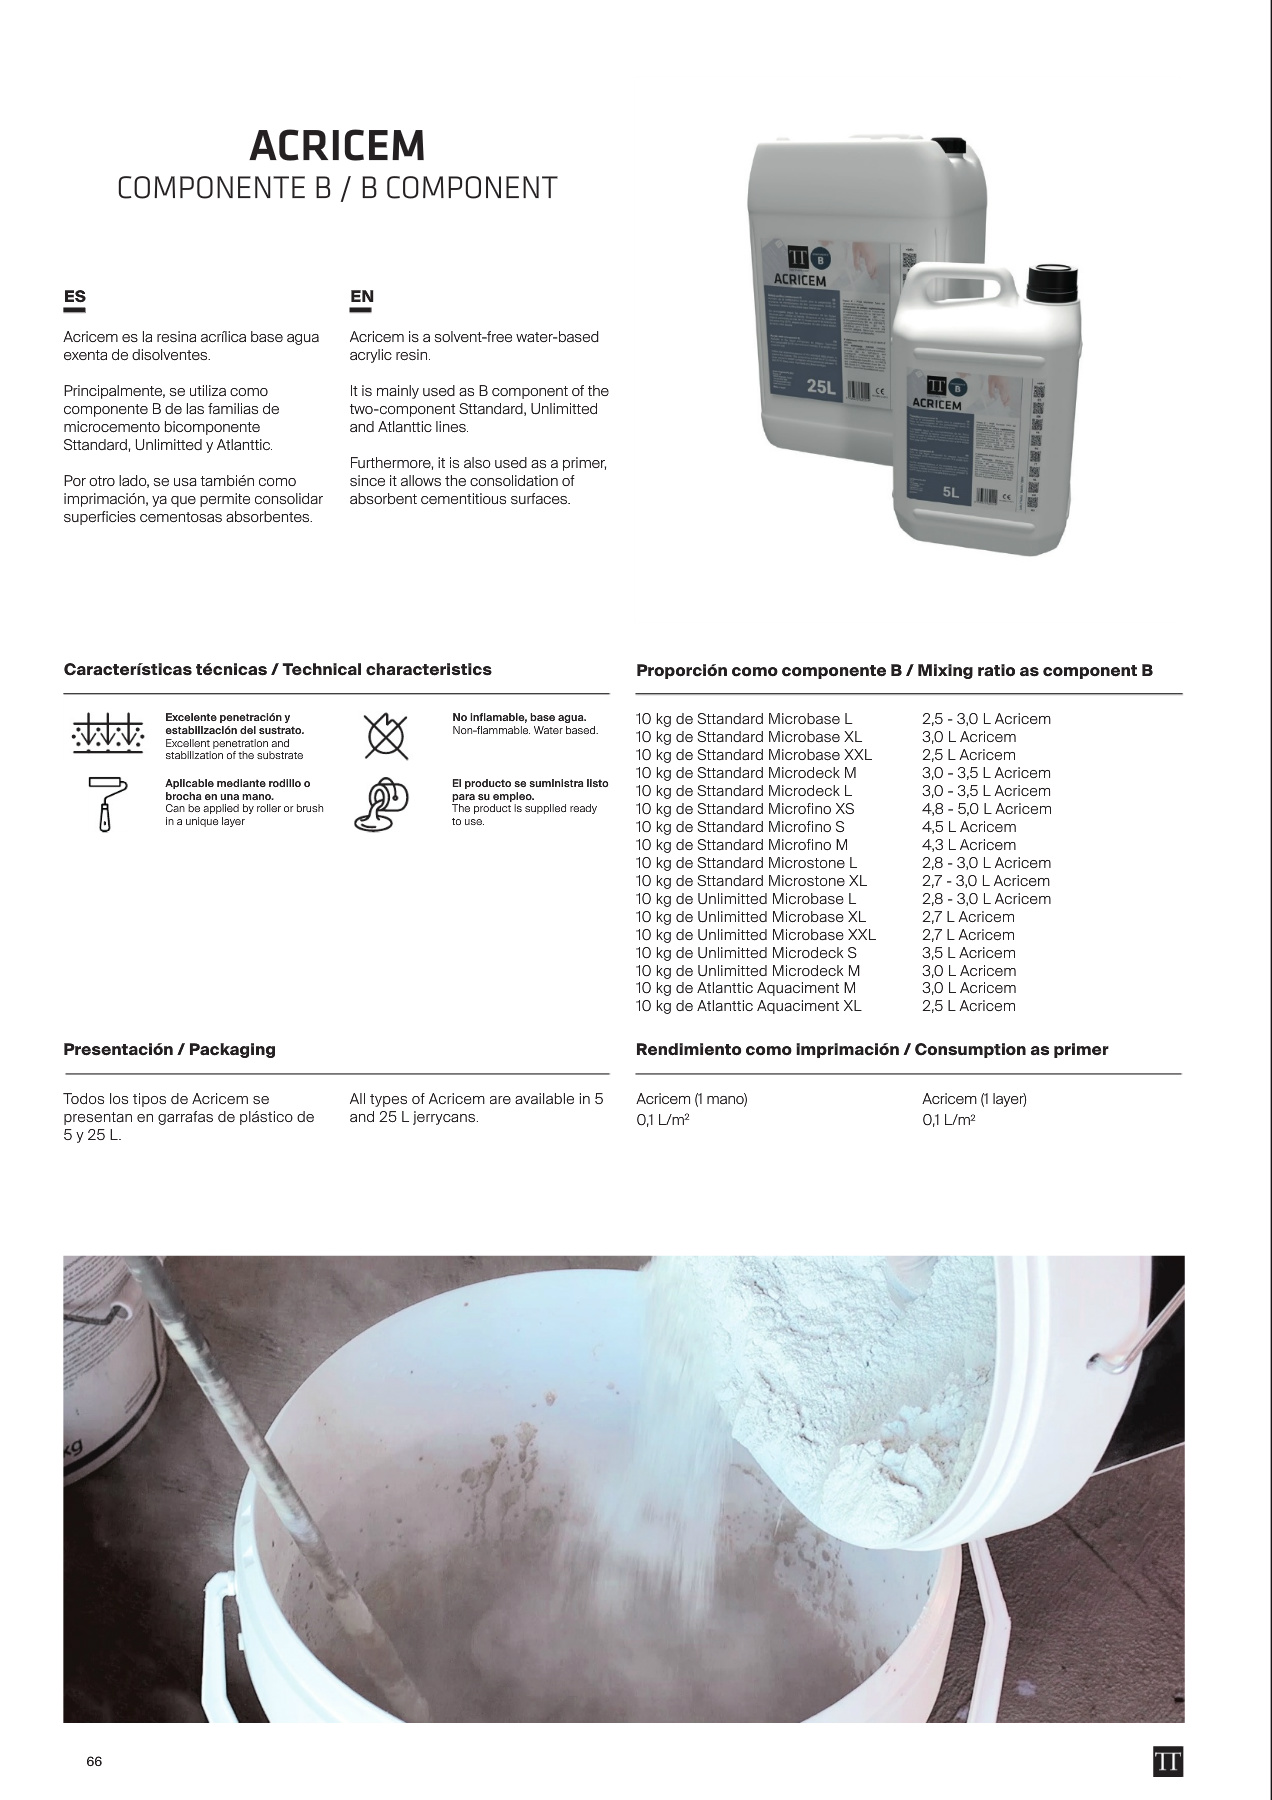 ACRICEM
COMPONENTE B / B COMPONENT
ES
Acricem es la resina acrílica base agua
exenta de disolventes.
Principalmente, se utiliza como
componente B de las familias de
microcemento bicomponente
Sttandard, Unlimitted y Atlanttic.
Por otro lado, se usa también como
imprimación, ya que permite consolidar
superficies cementosas absorbentes.
EN
Acricem is a solvent-free water-based
acrylic resin.
It is mainly used as B component of the
two-component Sttandard, Unlimitted
and Atlanttic lines.
Furthermore, it is also used as a primer,
since it allows the consolidation of
absorbent cementitious surfaces.
TT
B
ACRICEM
25L
CE
TT
B
ACRICEM
5L
CE
Características técnicas / Technical characteristics
Excelente penetración y
estabilización del sustrato.
Excellent penetration and
stabilization of the substrate
No inflamable, base agua.
Non-flammable. Water based.
Aplicable mediante rodillo o
brocha en una mano.
Can be applied by roller or brush
in a unique layer
El producto se suministra listo
para su empleo.
The product is supplied ready
to use.
Proporción como componente B / Mixing ratio as component B
10 kg de Sttandard Microbase L 2,5 - 3,0 L Acricem
10 kg de Sttandard Microbase XL 3,0 L Acricem
10 kg de Sttandard Microbase XXL 2,5 L Acricem
10 kg de Sttandard Microdeck M 3,0 - 3,5 L Acricem
10 kg de Sttandard Microdeck L 3,0 - 3,5 L Acricem
10 kg de Sttandard Microfino XS 4,8 - 5,0 L Acricem
10 kg de Sttandard Microfino S 4,5 L Acricem
10 kg de Sttandard Microfino M 4,3 L Acricem
10 kg de Sttandard Microstone L 2,8 - 3,0 L Acricem
10 kg de Sttandard Microstone XL 2,7 - 3,0 L Acricem
10 kg de Unlimitted Microbase L 2,8 - 3,0 L Acricem
10 kg de Unlimitted Microbase XL 2,7 L Acricem
10 kg de Unlimitted Microbase XXL 2,7 L Acricem
10 kg de Unlimitted Microdeck S 3,5 L Acricem
10 kg de Unlimitted Microdeck M 3,0 L Acricem
10 kg de Atlanttic Aquaciment M 3,0 L Acricem
10 kg de Atlanttic Aquaciment XL 2,5 L Acricem
Presentación / Packaging
Todos los tipos de Acricem se
presentan en garrafas de plástico de
5 y 25 L.
All types of Acricem are available in 5
and 25 L jerrycans.
Rendimiento como imprimación / Consumption as primer
Acricem (1 mano)
0,1 L/m²
Acricem (1 layer)
0,1 L/m²
kg
66
TT